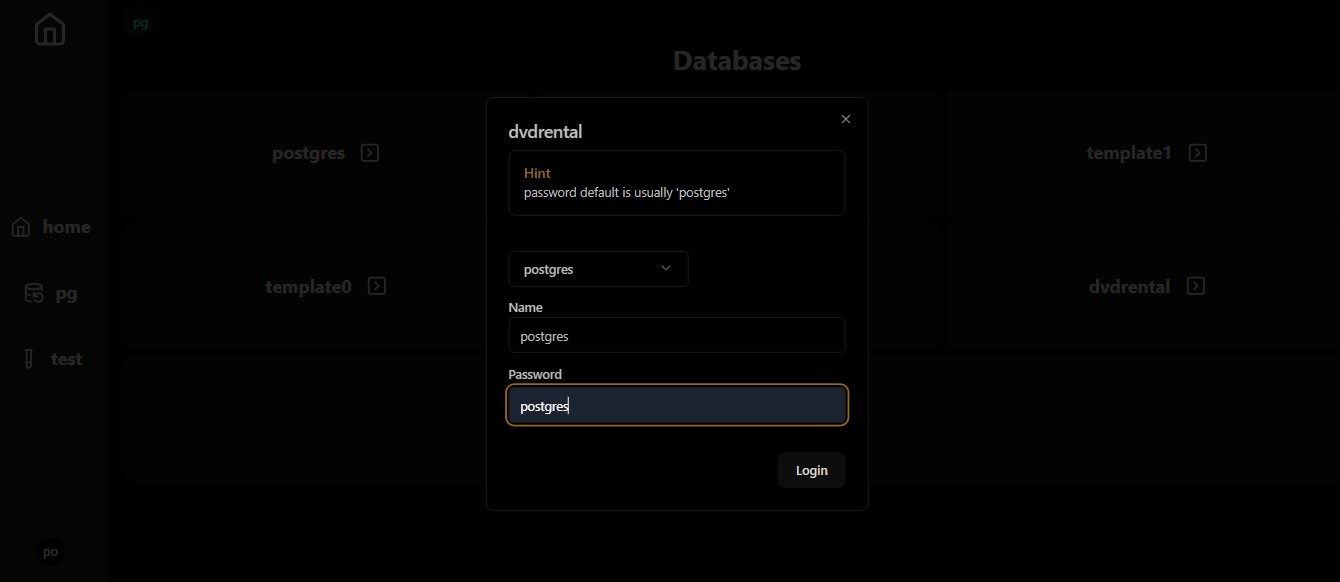 pg
Databases
postgres
template1
home
template0
dvdrental
pg
test
po
dvdrental
Hint
password default is usually 'postgres'
postgres
Name
postgres
Password
postgres
Login